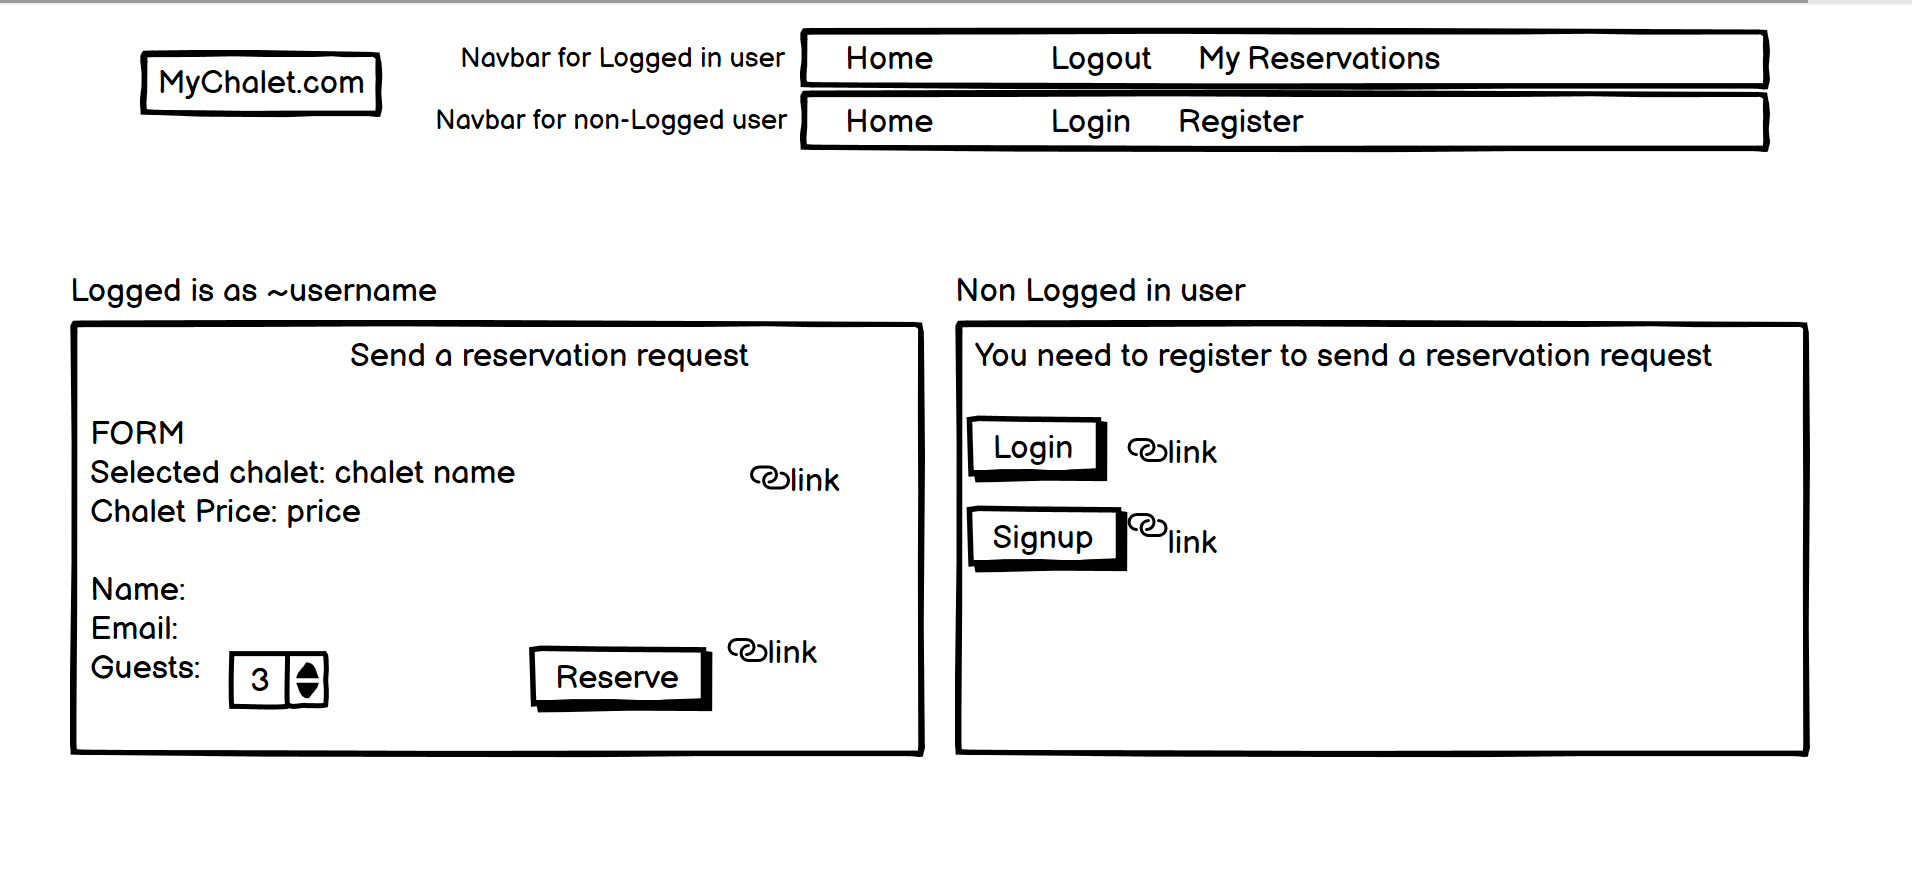 MyChalet.com
Navbar for Logged in user
Home Logout My Reservations
Navbar for non-Logged user
Home Login Register
Logged is as ~username
Send a reservation request
FORM
Selected chalet: chalet name
link
Chalet Price: price
Name:
Email:
Guests:
3
Reserve
link
Non Logged in user
You need to register to send a reservation request
Login
link
Signup
link